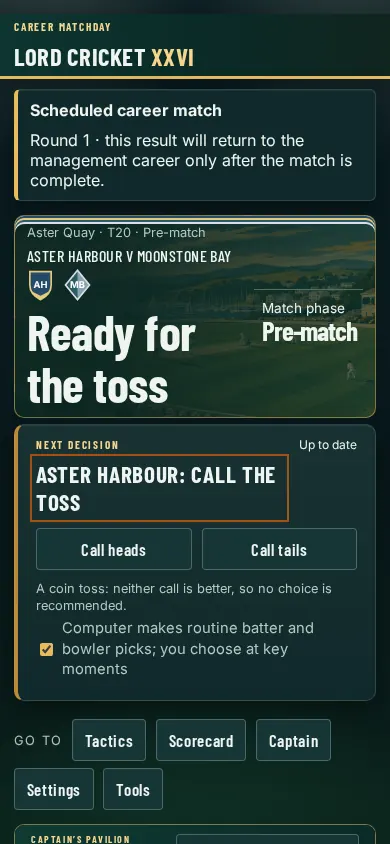 CAREER MATCHDAY
LORD CRICKET XXVI
Scheduled career match
Round 1 · this result will return to the
management career only after the match is
complete.
Aster Quay · T20 · Pre-match
ASTER HARBOUR V MOONSTONE BAY
AH
MB
Match phase
Pre-match
Ready for
the toss
NEXT DECISION
Up to date
ASTER HARBOUR: CALL THE
TOSS
Call heads
Call tails
A coin toss: neither call is better, so no choice is
recommended.
Computer makes routine batter and
bowler picks; you choose at key
moments
GO TO
Tactics
Scorecard
Captain
Settings
Tools
CAPTAIN'S PAVILION